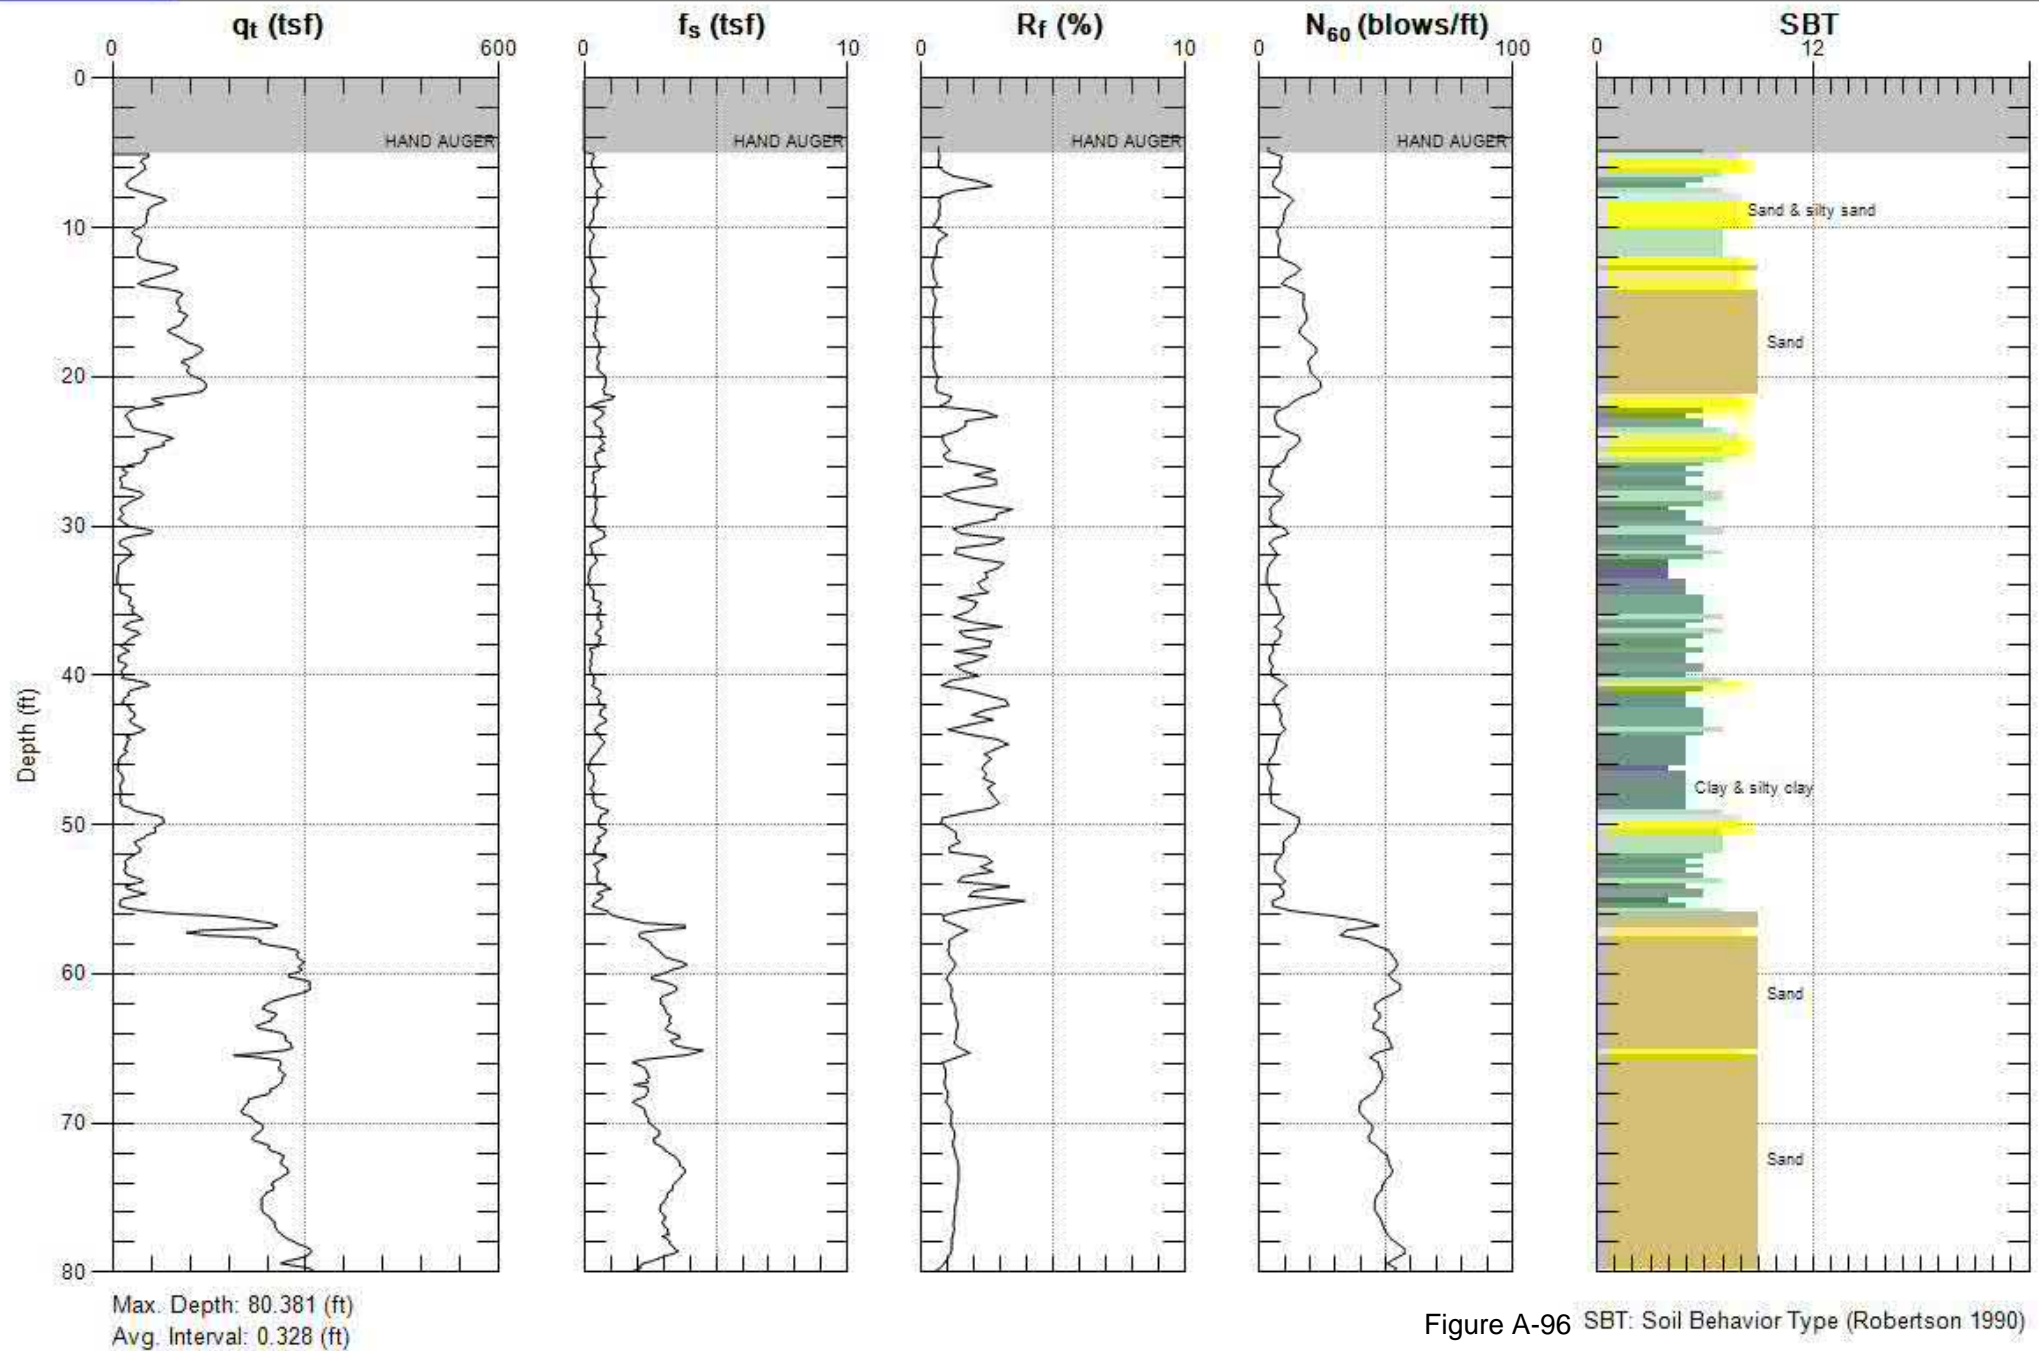 qt (tsf) fs (tsf) Rf (%) N60 (blows/ft) SBT
0 600 0 10 0 10 0 100 0 12
0
HAND AUGER HAND AUGER HAND AUGER HAND AUGER
Sand & silty sand
10
Sand
20
30
40
Depth (ft)
Clay & silty clay
50
60
Sand
70
Sand
80
Max. Depth: 80.381 (ft)
Avg. Interval: 0.328 (ft)
Figure A-96 SBT: Soil Behavior Type (Robertson 1990)